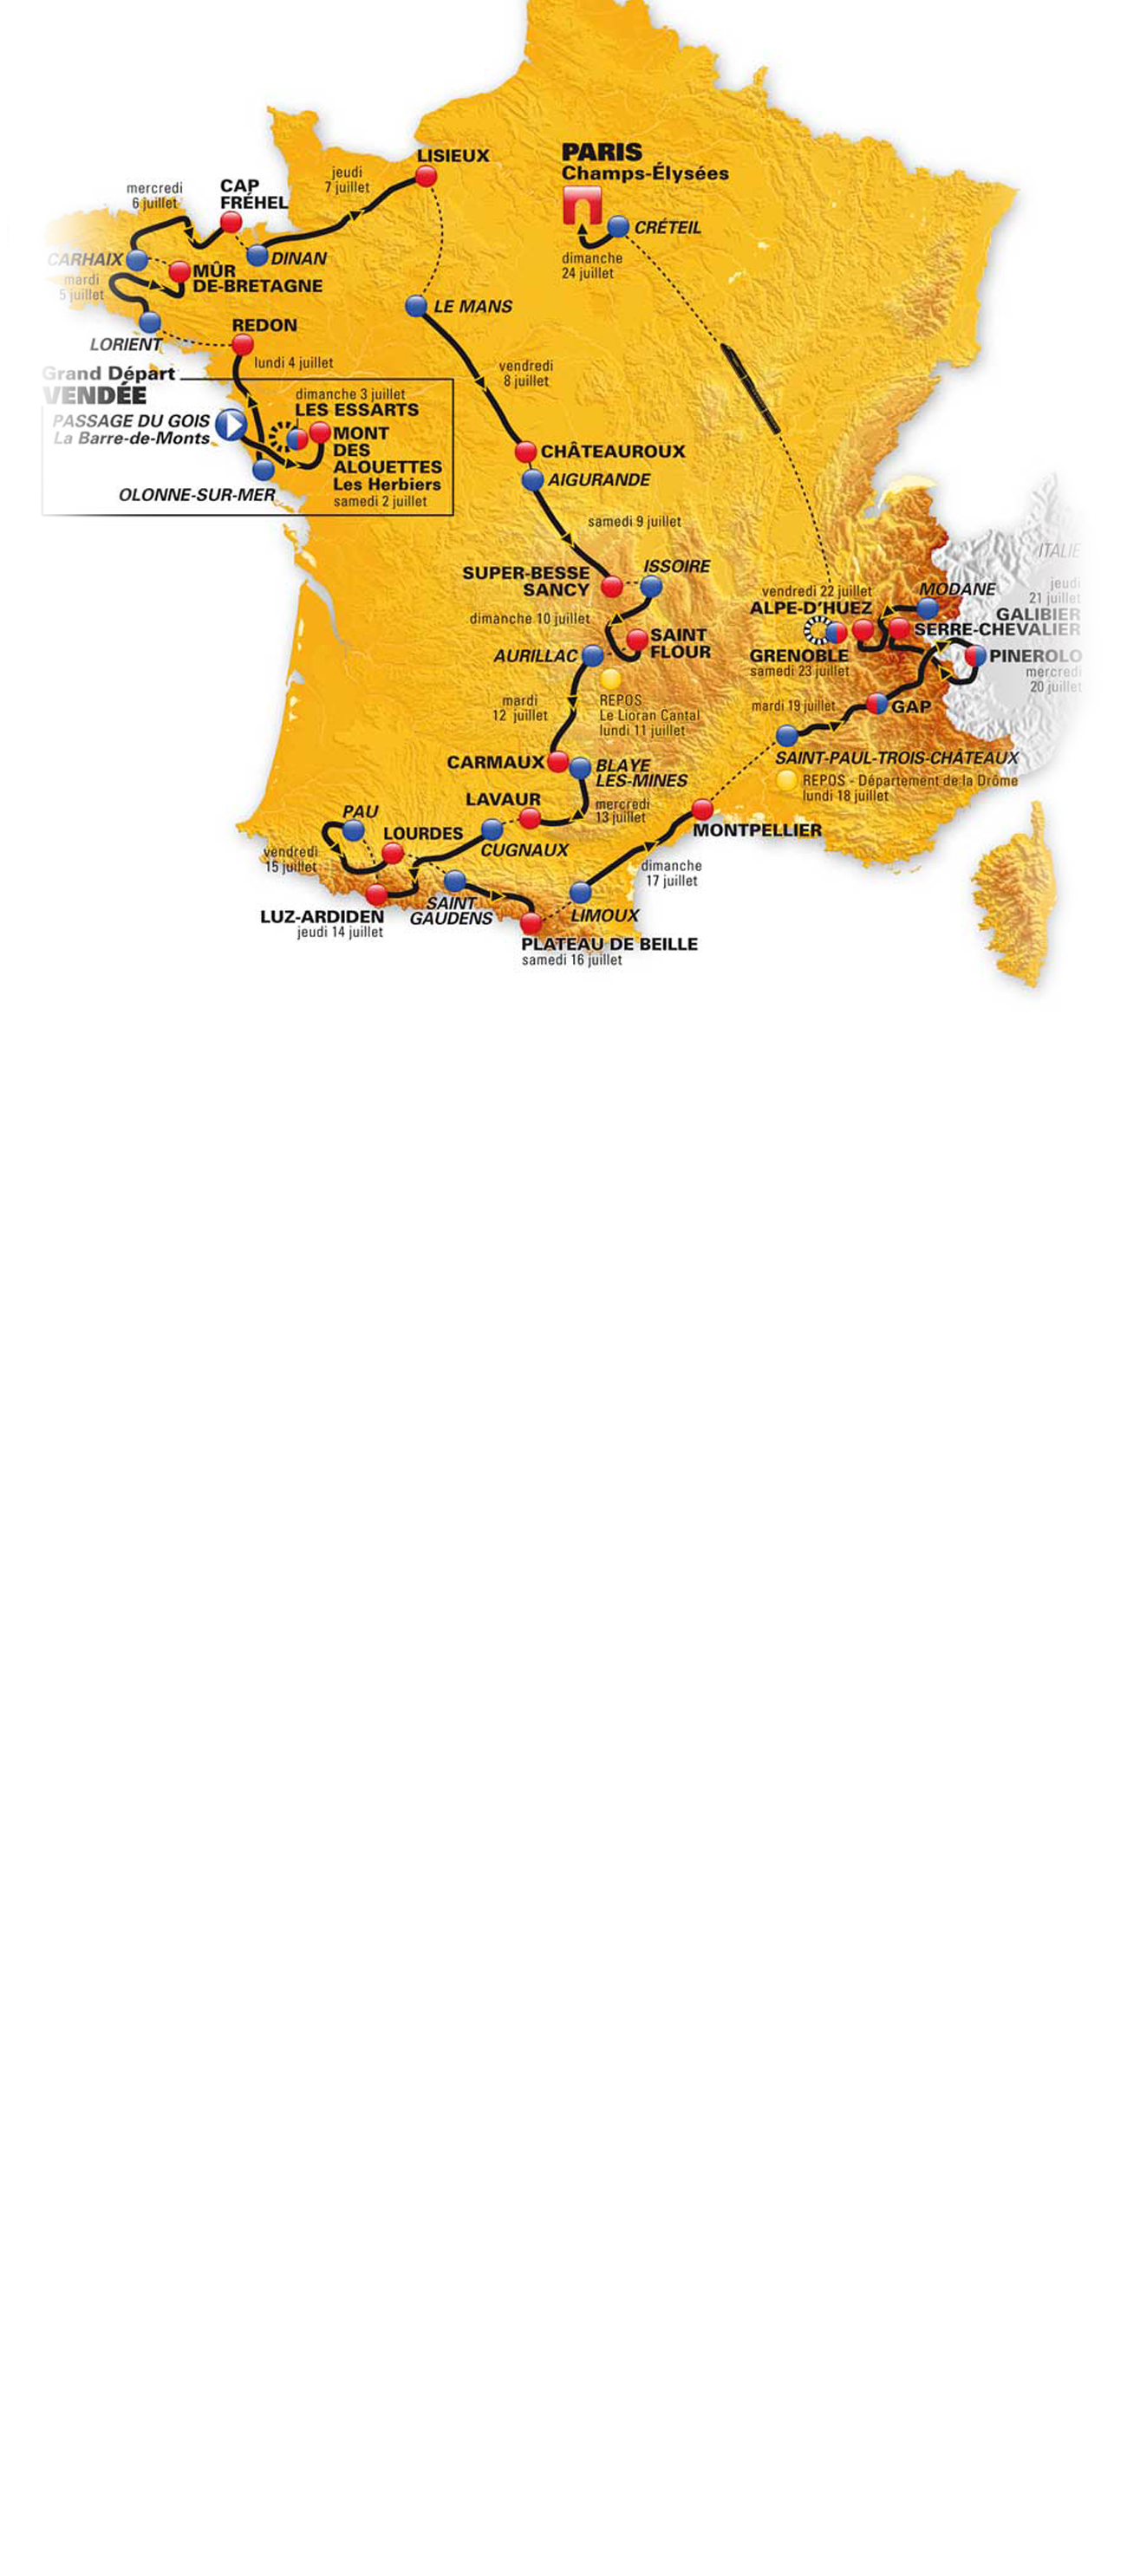 LISIEUX
jeudi
7 juillet
PARIS
Champs-Élysées
CRÉTEIL
dimanche
24 juillet
mercredi
6 juillet
CAP
FRÉHEL
DINAN
CARHAIX
MÛR
DE-BRETAGNE
mardi
5 juillet
LORIENT
REDON
lundi 4 juillet
LE MANS
vendredi
8 juillet
Grand Départ
VENDÉE
PASSAGE DU GOIS
La Barre-de-Monts
dimanche 3 juillet
LES ESSARTS
MONT
DES
ALOUETTES
Les Herbiers
samedi 2 juillet
OLONNE-SUR-MER
CHÂTEAUROUX
AIGURANDE
samedi 9 juillet
SUPER-BESSE
SANCY
ISSOIRE
dimanche 10 juillet
SAINT
FLOUR
AURILLAC
REPOS
Le Lioran Cantal
lundi 11 juillet
mardi
12 juillet
ITALIE
vendredi 22 juillet
ALPE-D'HUEZ
MODANE
jeudi
21 juillet
GALIBIER
SERRE-CHEVALIER
GRENOBLE
samedi 23 juillet
PINEROLO
mercredi
20 juillet
mardi 19 juillet
GAP
SAINT-PAUL-TROIS-CHÂTEAUX
REPOS - Département de la Drôme
lundi 18 juillet
CARMAUX
BLAYE
LES-MINES
mercredi
13 juillet
LAVAUR
CUGNAUX
MONTPELLIER
dimanche
17 juillet
PAU
LOURDES
vendredi
15 juillet
LUZ-ARDIDEN
jeudi 14 juillet
SAINT
GAUDENS
LIMOUX
PLATEAU DE BEILLE
samedi 16 juillet